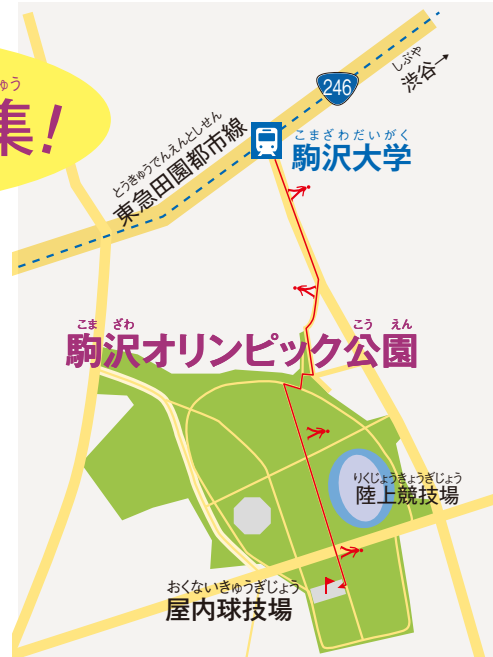 ゅう
集!
しぶや
渋谷→
246
こまざわだいがく
駒沢大学
とうきゅうでんえんとしせん
東急田園都市線
こま ざわ こう えん
駒沢オリンピック公園
りくじょうきょうぎじょう
陸上競技場
おくないきゅうぎじょう
屋内球技場